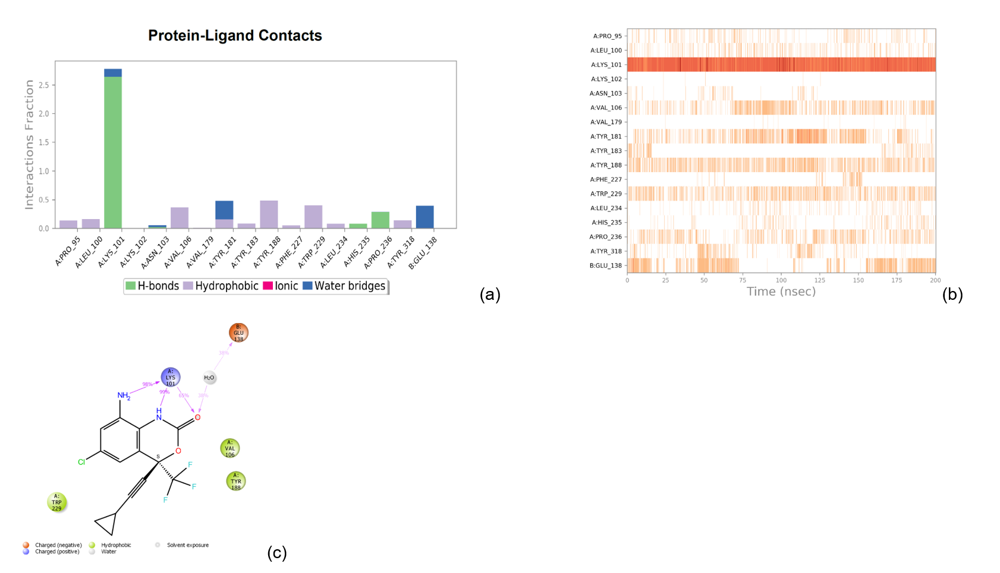 Protein-Ligand Contacts
Interactions Fraction
2.5
2.0
1.5
1.0
0.5
0.0
A:PRO_95
A:LEU_100
A:LYS_101
A:LYS_102
A:ASN_103
A:VAL_106
A:VAL_179
A:TYR_181
A:TYR_183
A:TYR_188
A:PHE_227
A:TRP_229
A:LEU_234
A:HIS_235
A:PRO_236
A:TYR_318
B:GLU_138
H-bonds Hydrophobic Ionic Water bridges
(a)
A:PRO_95
A:LEU_100
A:LYS_101
A:LYS_102
A:ASN_103
A:VAL_106
A:VAL_179
A:TYR_181
A:TYR_183
A:TYR_188
A:PHE_227
A:TRP_229
A:LEU_234
A:HIS_235
A:PRO_236
A:TYR_318
B:GLU_138
0 25 50 75 100 125 150 175 200
Time (nsec)
(b)
B:
GLU
138
38%
A:
LYS
101
H₂O
98%
99%
65%
38%
NH₂
H
N
O
O
S
Cl
F
F
F
A:
VAL
106
A:
TYR
188
A:
TRP
229
Charged (negative) Hydrophobic Solvent exposure
Charged (positive) Water
(c)